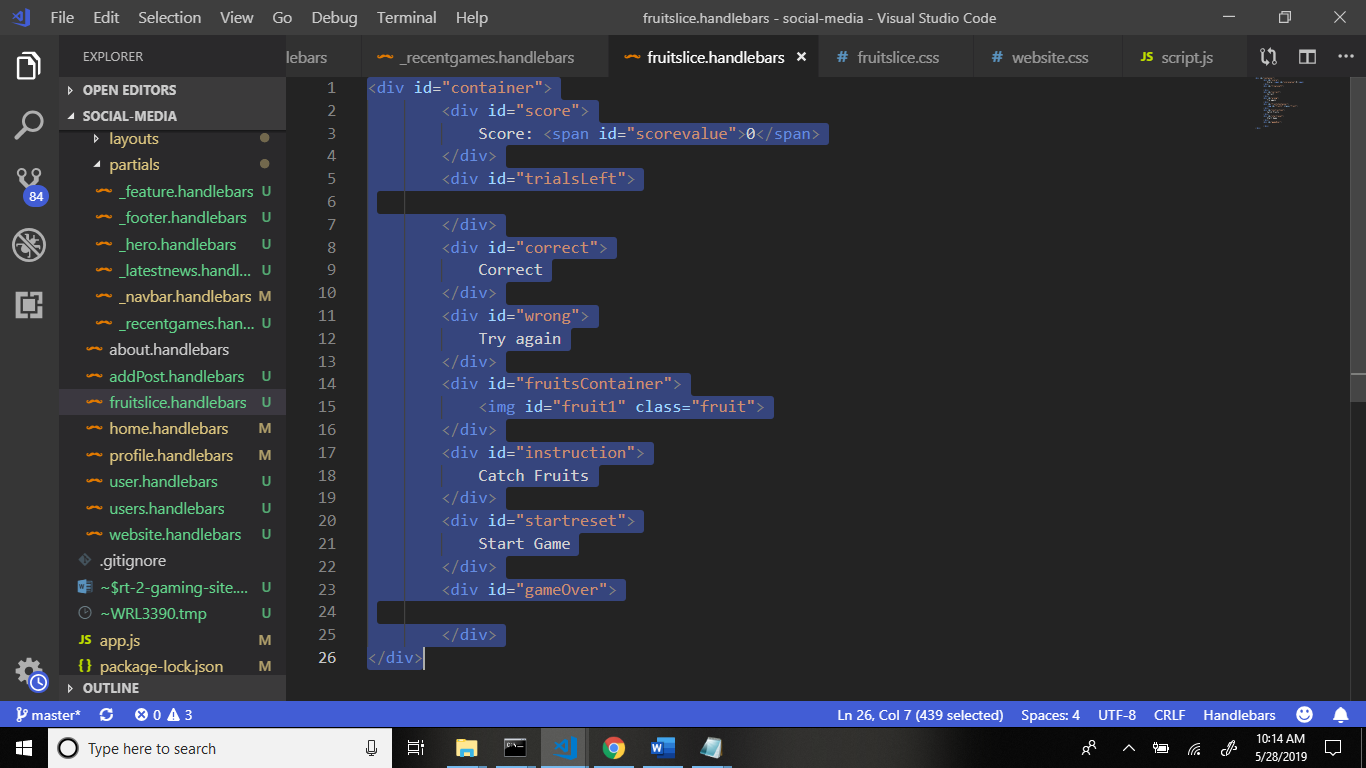 File Edit Selection View Go Debug Terminal Help fruitslice.handlebars - social-media - Visual Studio Code
EXPLORER
lebars _recentgames.handlebars fruitslice.handlebars # fruitslice.css # website.css JS script.js
OPEN EDITORS
SOCIAL-MEDIA
layouts
partials
_feature.handlebars U
_footer.handlebars U
_hero.handlebars U
_latestnews.handl... U
_navbar.handlebars M
_recentgames.han... U
about.handlebars
addPost.handlebars U
fruitslice.handlebars U
home.handlebars M
profile.handlebars M
user.handlebars U
users.handlebars U
website.handlebars U
.gitignore
~$rt-2-gaming-site.... U
~WRL3390.tmp U
JS app.js M
{} package-lock.json M
OUTLINE
84
1 <div id="container">
2 <div id="score">
3 Score: <span id="scorevalue">0</span>
4 </div>
5 <div id="trialsLeft">
6
7 </div>
8 <div id="correct">
9 Correct
10 </div>
11 <div id="wrong">
12 Try again
13 </div>
14 <div id="fruitsContainer">
15 <img id="fruit1" class="fruit">
16 </div>
17 <div id="instruction">
18 Catch Fruits
19 </div>
20 <div id="startreset">
21 Start Game
22 </div>
23 <div id="gameOver">
24
25 </div>
26 </div>
master* 0 3 Ln 26, Col 7 (439 selected) Spaces: 4 UTF-8 CRLF Handlebars
Type here to search
10:14 AM
5/28/2019